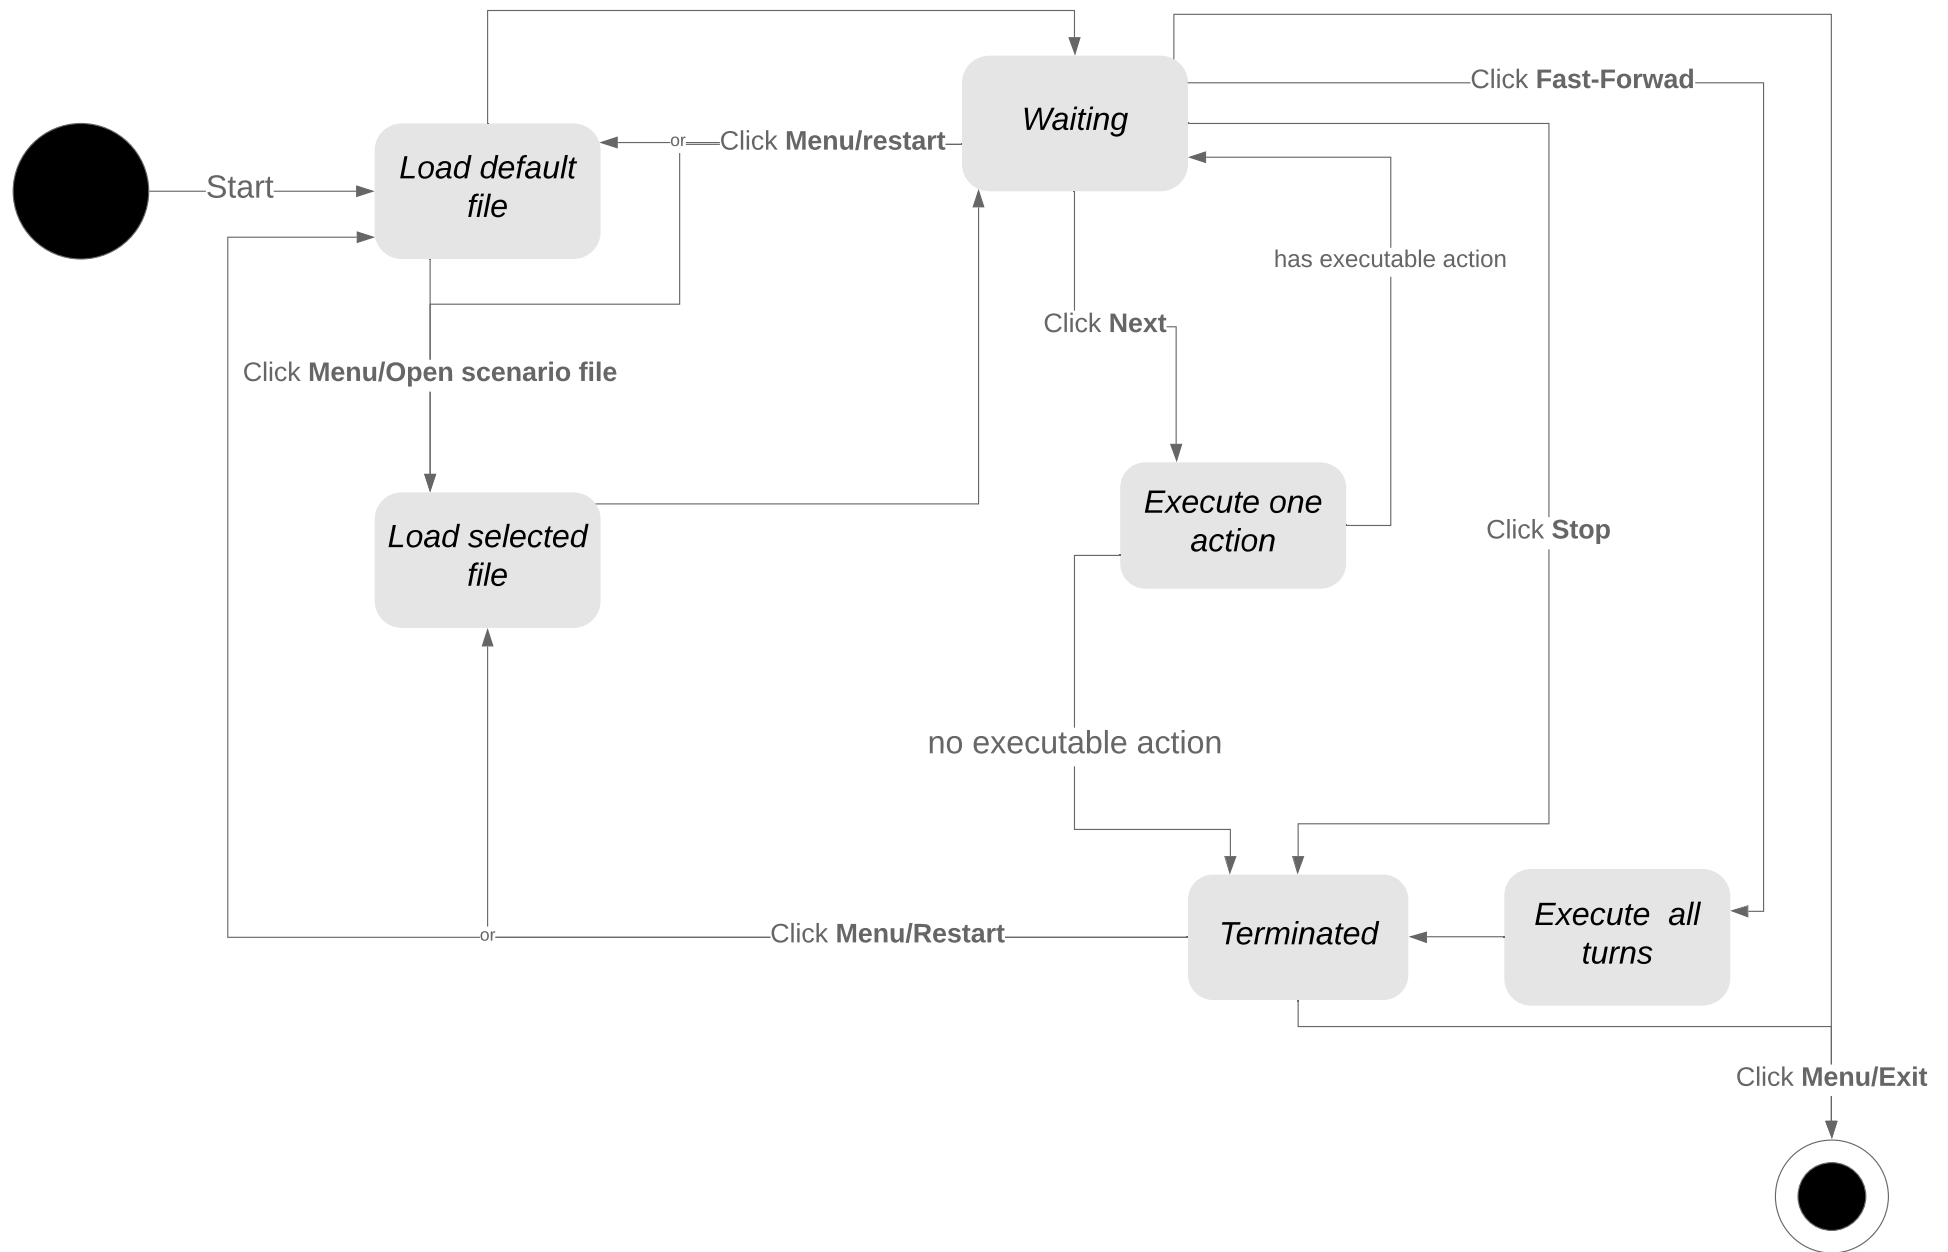 Click Fast-Forwad
Waiting
or
Click Menu/restart
Load default
file
Start
has executable action
Click Next
Click Menu/Open scenario file
Execute one
action
Load selected
file
Click Stop
no executable action
or
Click Menu/Restart
Terminated
Execute  all
turns
Click Menu/Exit